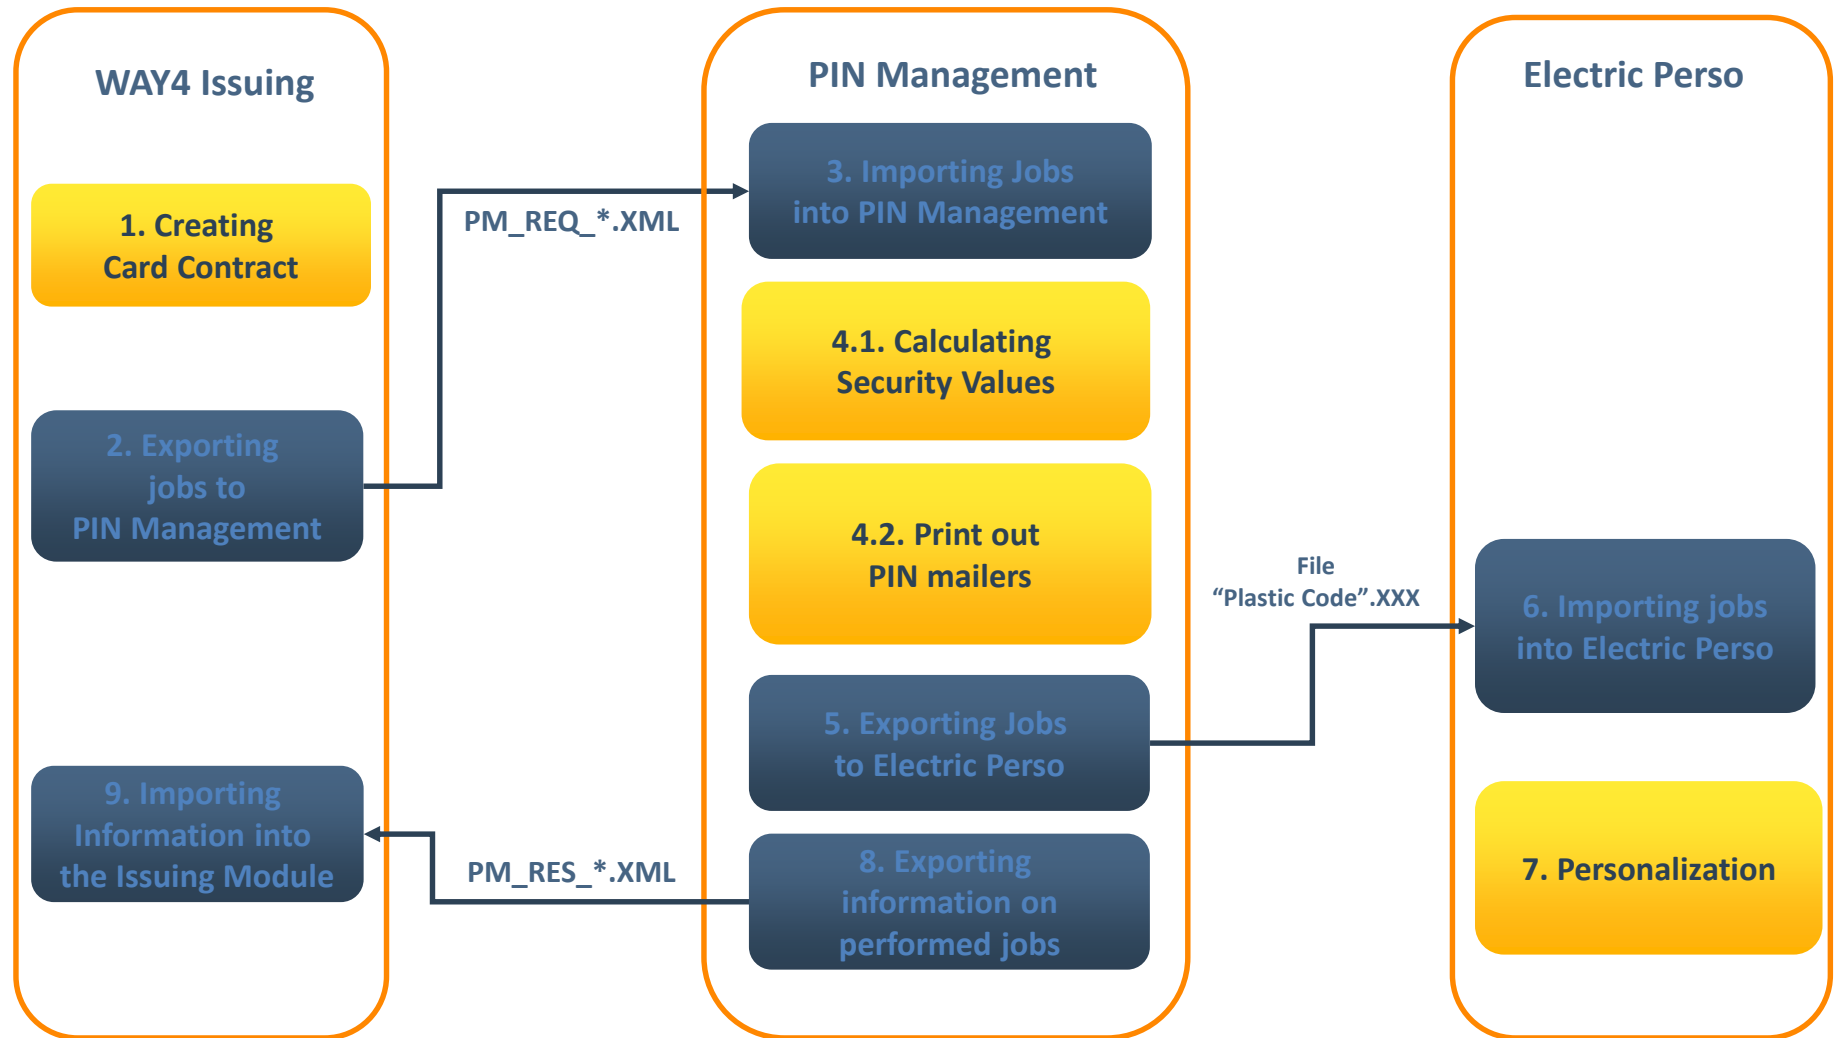 WAY4 Issuing
1. Creating
Card Contract
2. Exporting
jobs to
PIN Management
9. Importing
Information into
the Issuing Module
PM_REQ_*.XML
PM_RES_*.XML
PIN Management
3. Importing Jobs
into PIN Management
4.1. Calculating
Security Values
4.2. Print out
PIN mailers
5. Exporting Jobs
to Electric Perso
8. Exporting
information on
performed jobs
File
“Plastic Code”.XXX
Electric Perso
6. Importing jobs
into Electric Perso
7. Personalization